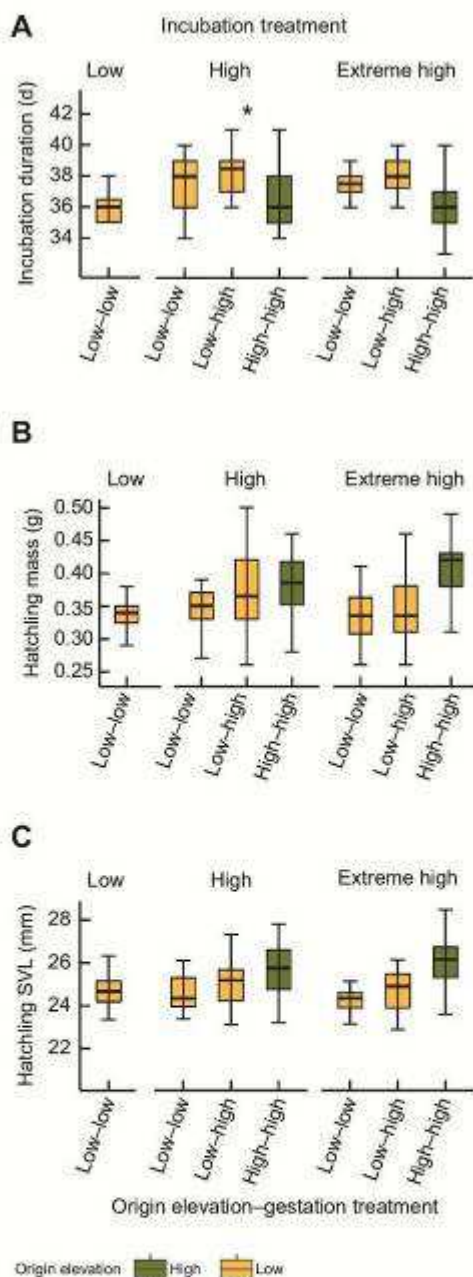 A
Incubation treatment
Low High Extreme high
Incubation duration (d)
42
40
38
36
34
*
Low–low
Low–low
Low–high
High–high
Low–low
Low–high
High–high
B
Low High Extreme high
Hatchling mass (g)
0.50
0.45
0.40
0.35
0.30
0.25
Low–low
Low–low
Low–high
High–high
Low–low
Low–high
High–high
C
Low High Extreme high
Hatchling SVL (mm)
28
26
24
22
Low–low
Low–low
Low–high
High–high
Low–low
Low–high
High–high
Origin elevation–gestation treatment
Origin elevation High Low